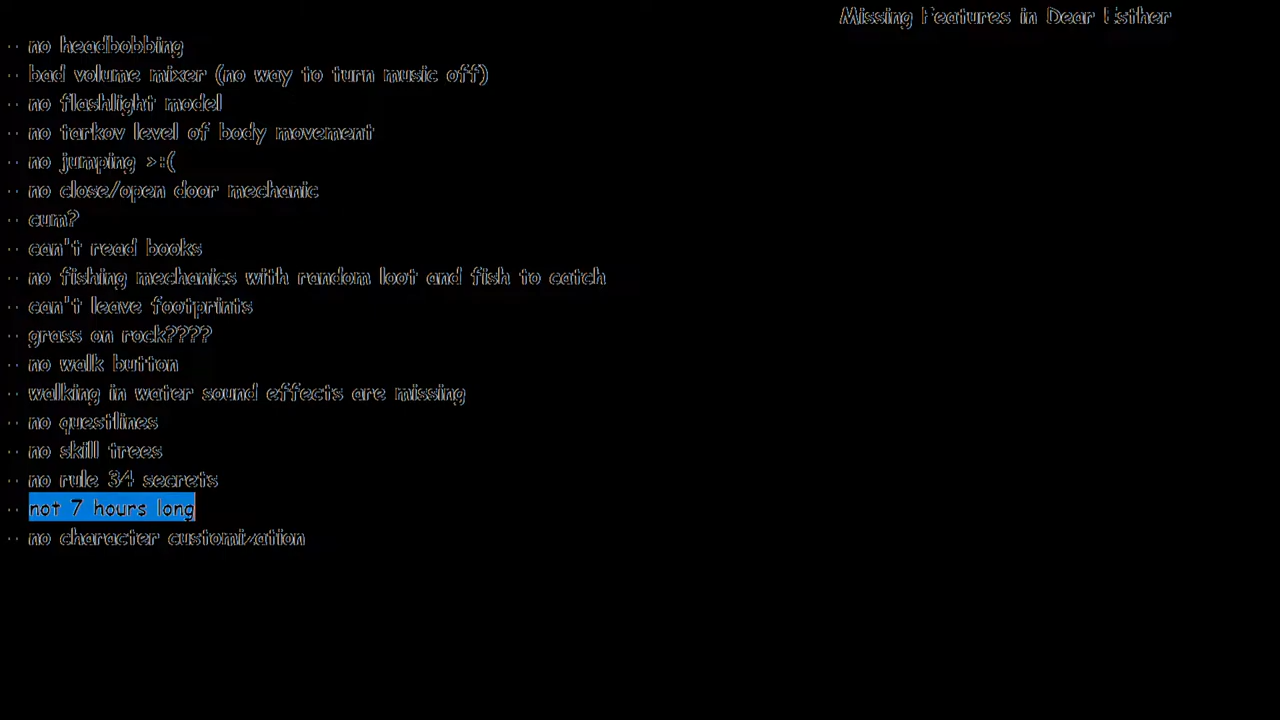 Missing Features in Dear Esther
-- no headbobbing
-- bad volume mixer (no way to turn music off)
-- no flashlight model
-- no tarkov level of body movement
-- no jumping >:(
-- no close/open door mechanic
-- cum?
-- can't read books
-- no fishing mechanics with random loot and fish to catch
-- can't leave footprints
-- grass on rock????
-- no walk button
-- walking in water sound effects are missing
-- no questlines
-- no skill trees
-- no rule 34 secrets
-- not 7 hours long
-- no character customization